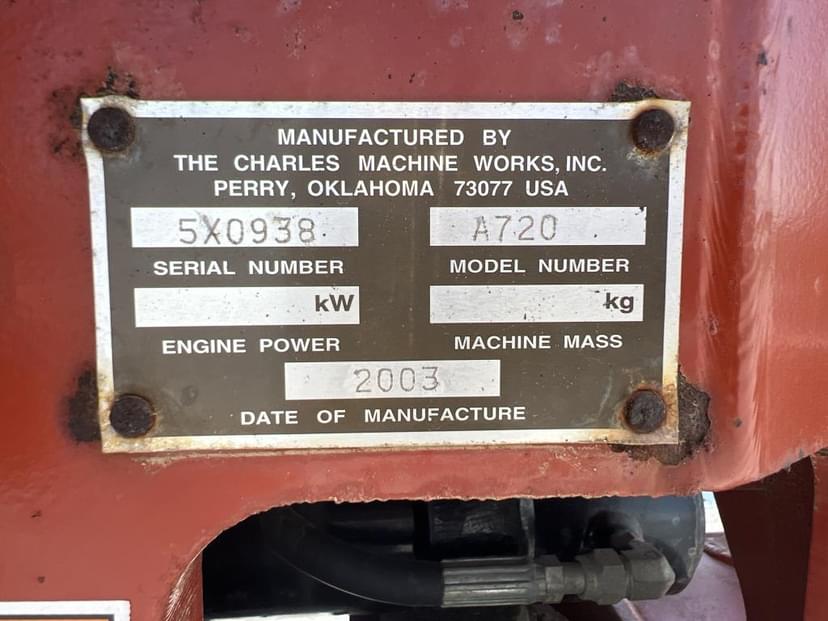 MANUFACTURED BY
THE CHARLES MACHINE WORKS, INC.
PERRY, OKLAHOMA 73077 USA
5X0938 A720
SERIAL NUMBER MODEL NUMBER
kW kg
ENGINE POWER MACHINE MASS
2003
DATE OF MANUFACTURE